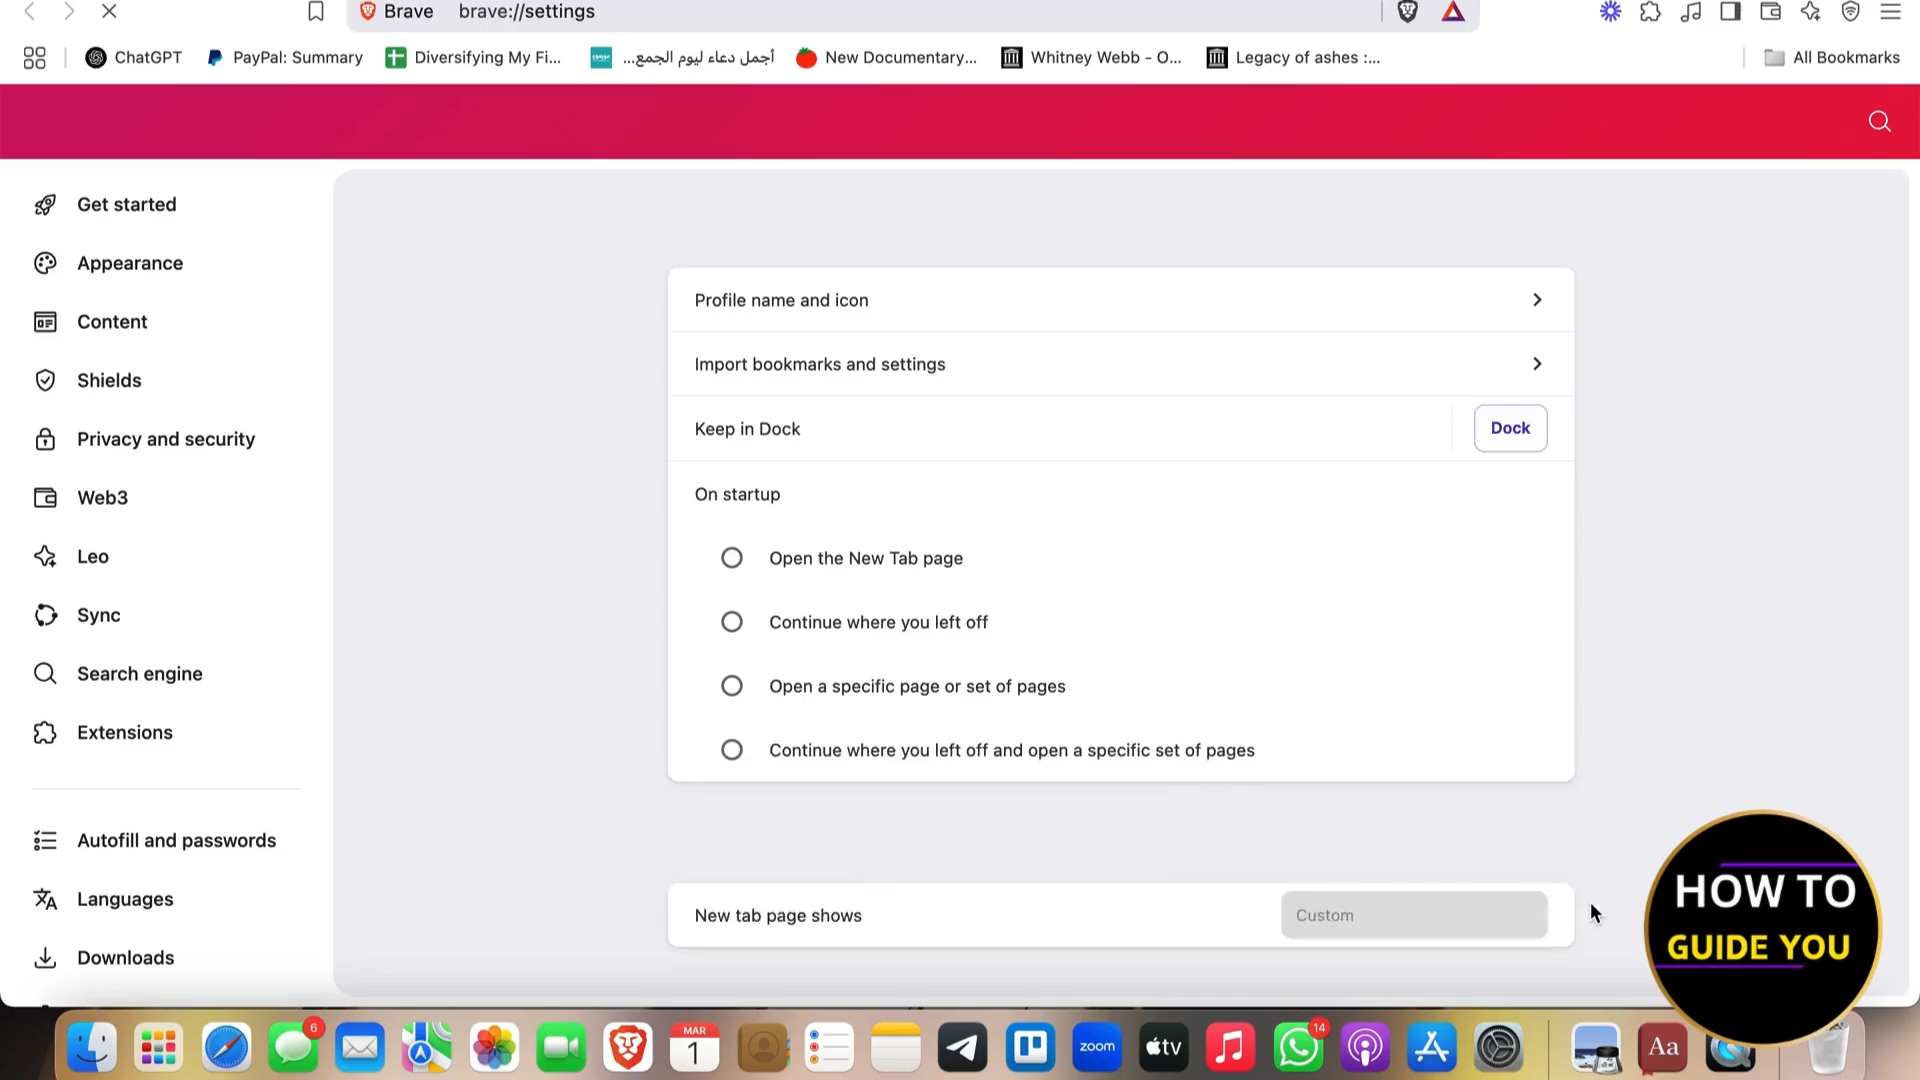 Brave brave://settings
ChatGPT PayPal: Summary Diversifying My Fi... أجمل دعاء ليوم الجمع... New Documentary... Whitney Webb - O... Legacy of ashes :... All Bookmarks
Get started
Appearance
Content
Shields
Privacy and security
Web3
Leo
Sync
Search engine
Extensions
Autofill and passwords
Languages
Downloads
Profile name and icon
Import bookmarks and settings
Keep in Dock Dock
On startup
Open the New Tab page
Continue where you left off
Open a specific page or set of pages
Continue where you left off and open a specific set of pages
New tab page shows Custom
HOW TO
GUIDE YOU
6
MAR
1
zoom
tv
14
Aa